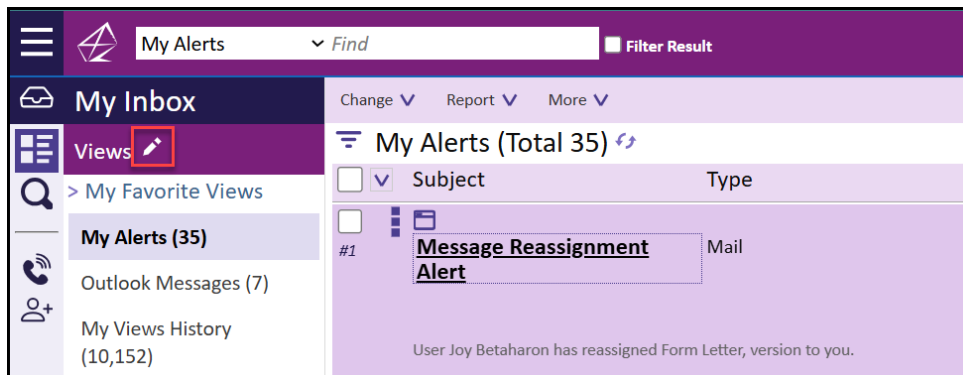 My Alerts Find Filter Result
My Inbox
Change Report More
Views
My Alerts (Total 35)
> My Favorite Views
Subject Type
My Alerts (35)
#1
Message Reassignment Mail
Alert
Outlook Messages (7)
My Views History
(10,152)
User Joy Betaharon has reassigned Form Letter, version to you.